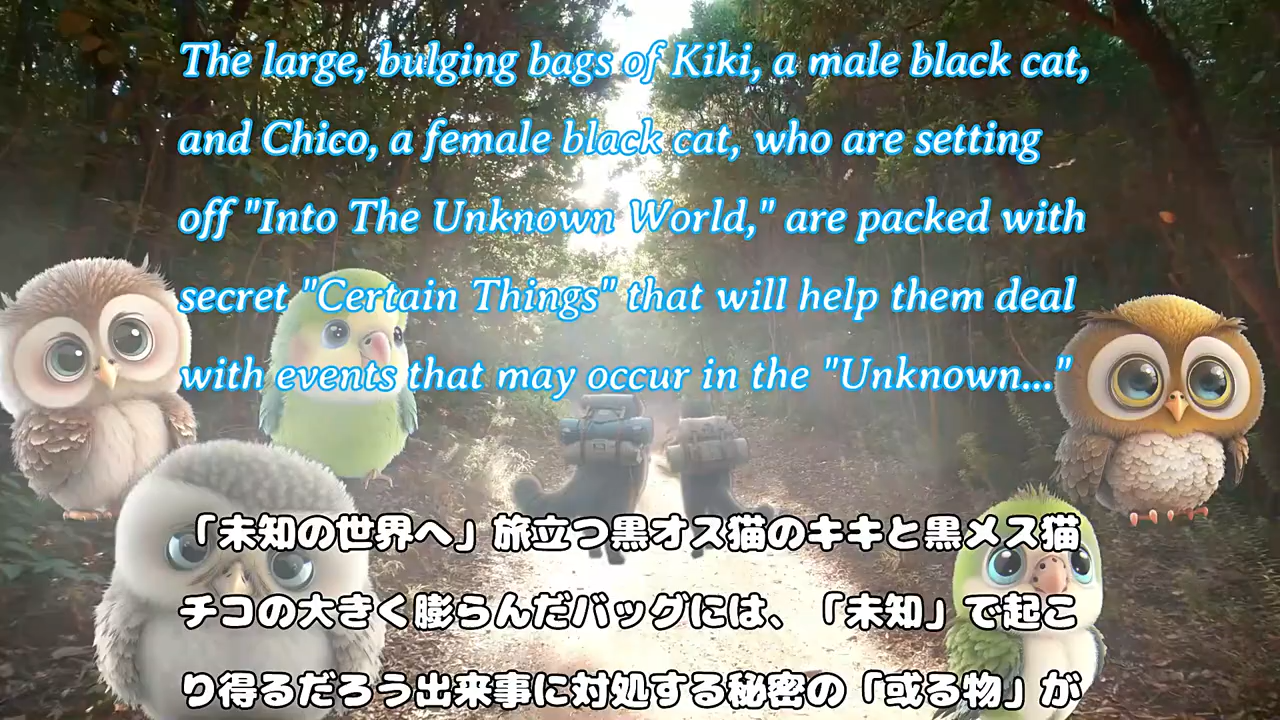 The large, bulging bags of Kiki, a male black cat,
and Chico, a female black cat, who are setting
off "Into The Unknown World," are packed with
secret "Certain Things" that will help them deal
with events that may occur in the "Unknown..."
「未知の世界へ」旅立つ黒オス猫のキキと黒メス猫
チコの大きく膨らんだバッグには、「未知」で起こ
り得るだろう出来事に対処する秘密の「或る物」が